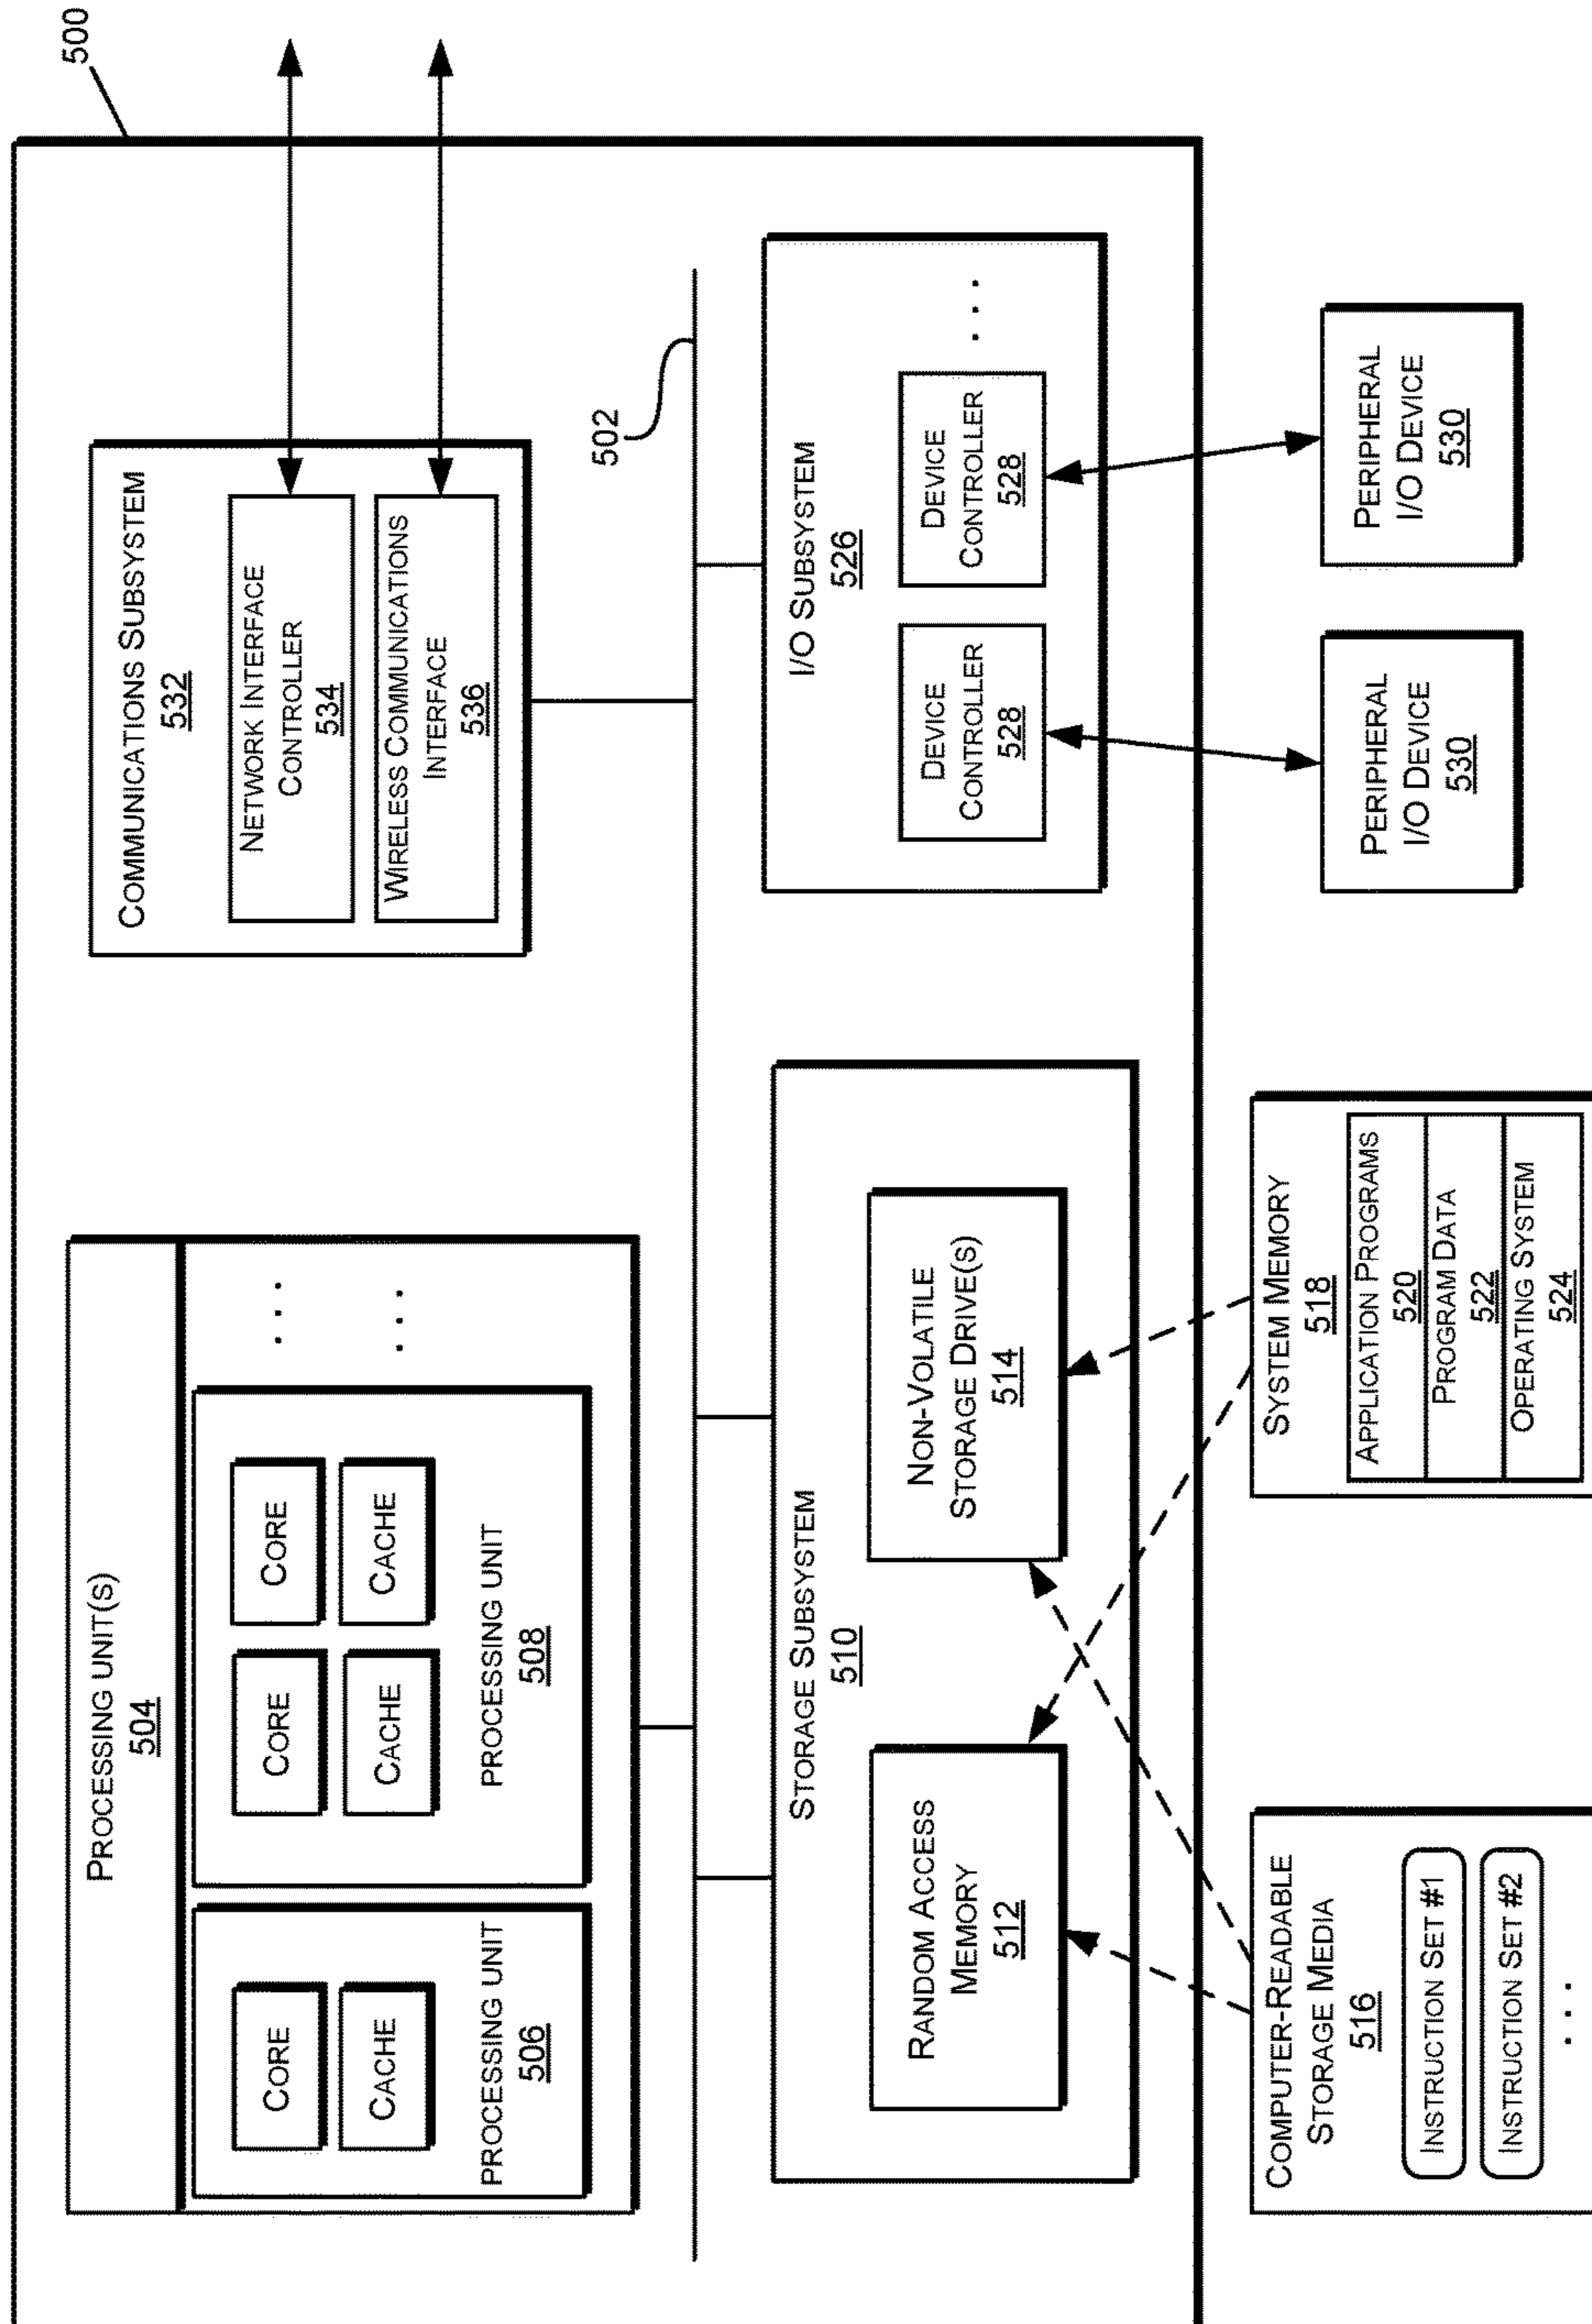 500
PROCESSING UNIT(S)
504
CORE
CACHE
PROCESSING UNIT
506
CORE
CORE
CACHE
CACHE
PROCESSING UNIT
508
. . .
. . .
COMMUNICATIONS SUBSYSTEM
532
NETWORK INTERFACE
CONTROLLER
534
WIRELESS COMMUNICATIONS
INTERFACE
536
502
STORAGE SUBSYSTEM
510
RANDOM ACCESS
MEMORY
512
NON-VOLATILE
STORAGE DRIVE(S)
514
I/O SUBSYSTEM
526
DEVICE
CONTROLLER
528
DEVICE
CONTROLLER
528
. . .
COMPUTER-READABLE
STORAGE MEDIA
516
INSTRUCTION SET #1
INSTRUCTION SET #2
. . .
SYSTEM MEMORY
518
APPLICATION PROGRAMS
520
PROGRAM DATA
522
OPERATING SYSTEM
524
PERIPHERAL
I/O DEVICE
530
PERIPHERAL
I/O DEVICE
530